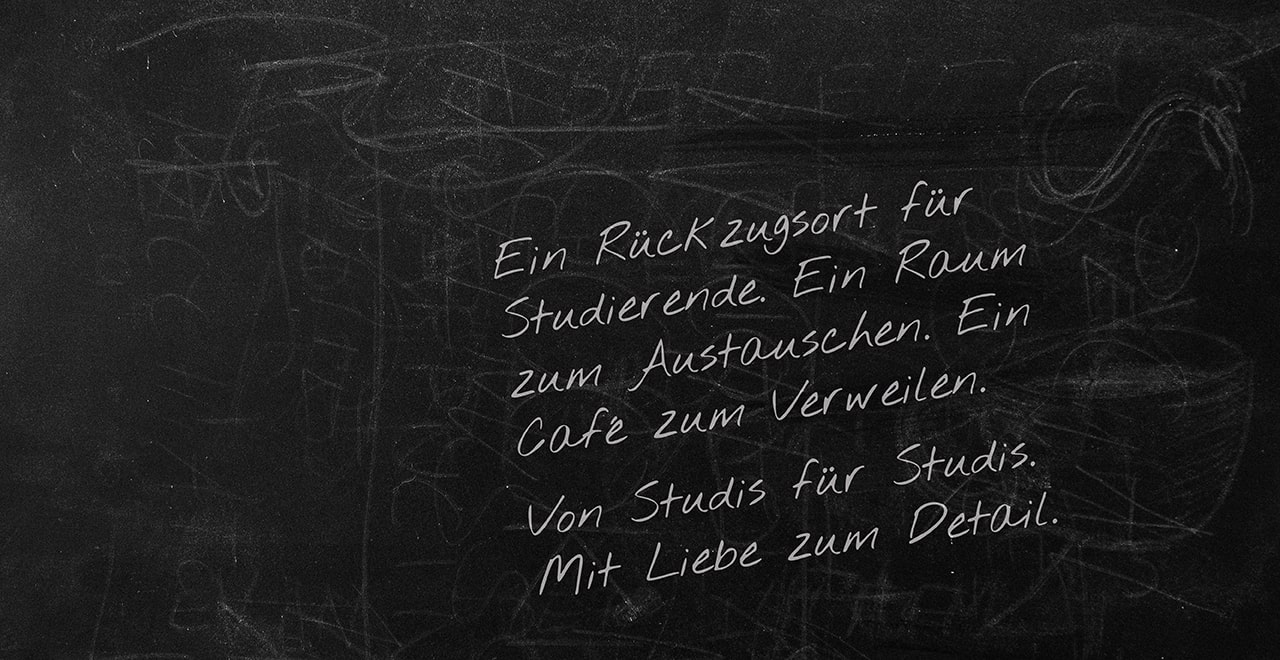 Ein Rückzugsort für
Studierende. Ein Raum
zum Austauschen. Ein
Café zum Verweilen.
Von Studis für Studis.
Mit Liebe zum Detail.